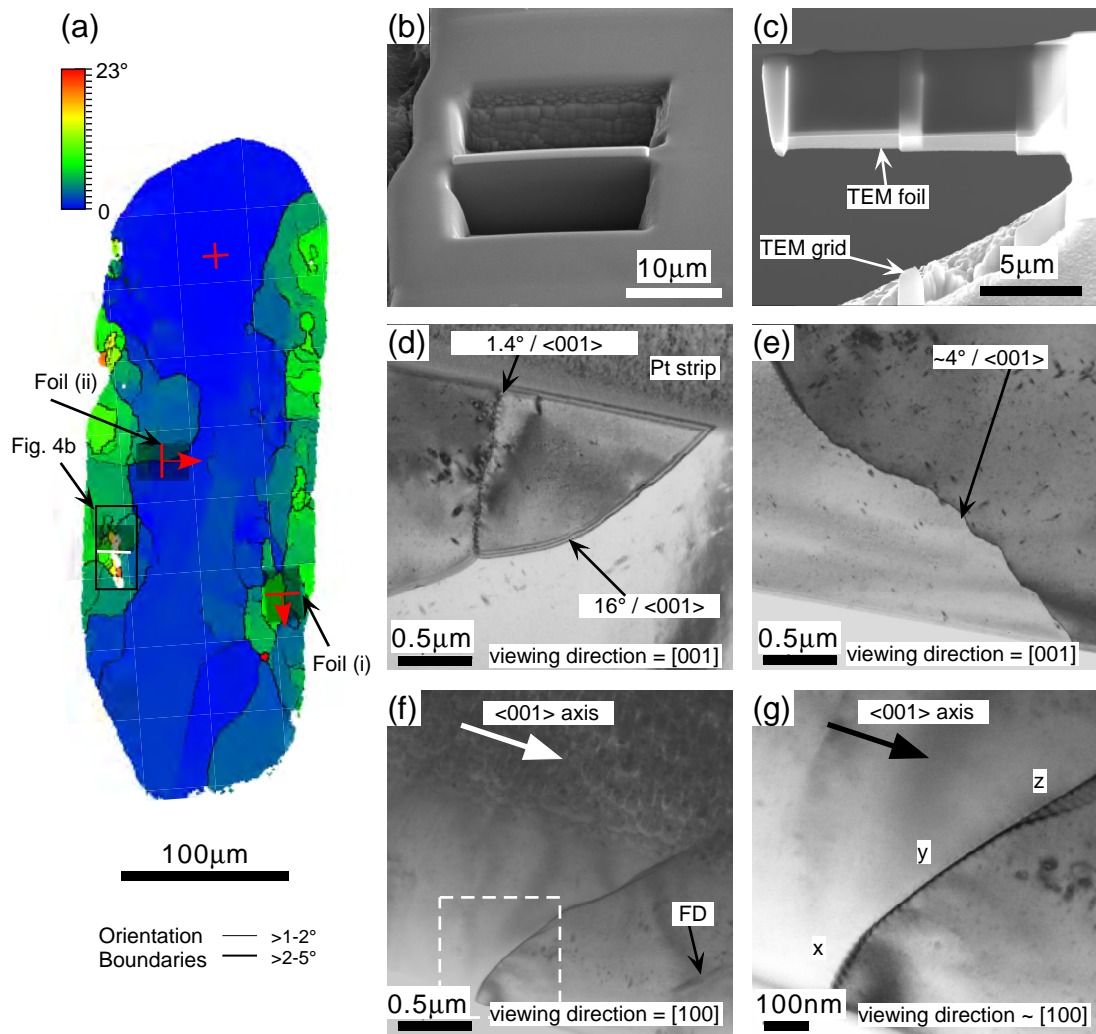 (a)
23°
0
Foil (ii)
Fig. 4b
Foil (i)
100μm
Orientation
Boundaries
>1-2°
>2-5°
(b)
10μm
(c)
TEM foil
TEM grid
5μm
(d)
1.4° / <001>
Pt strip
16° / <001>
0.5μm
viewing direction = [001]
(e)
~4° / <001>
0.5μm
viewing direction = [001]
(f)
<001> axis
FD
0.5μm
viewing direction = [100]
(g)
<001> axis
z
y
x
100nm
viewing direction ~ [100]